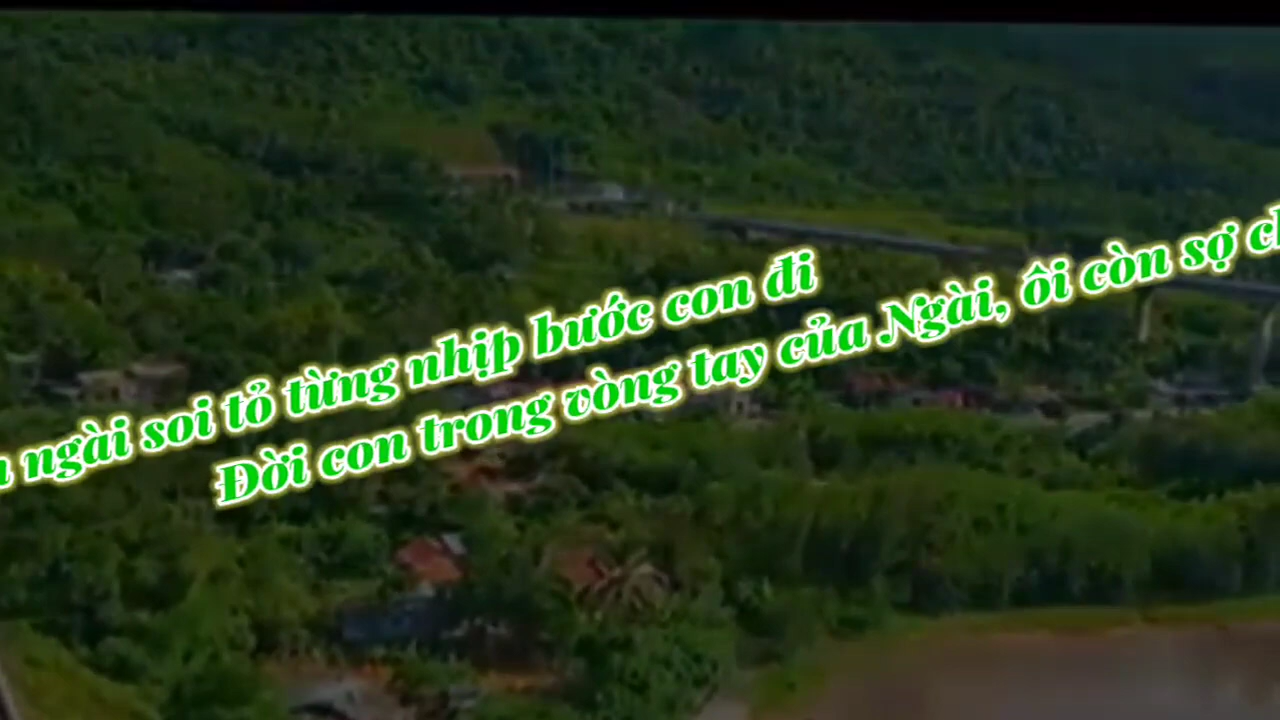 ngài soi tỏ từng nhịp bước con đi
Đời con trong vòng tay của Ngài, ôi còn sợ